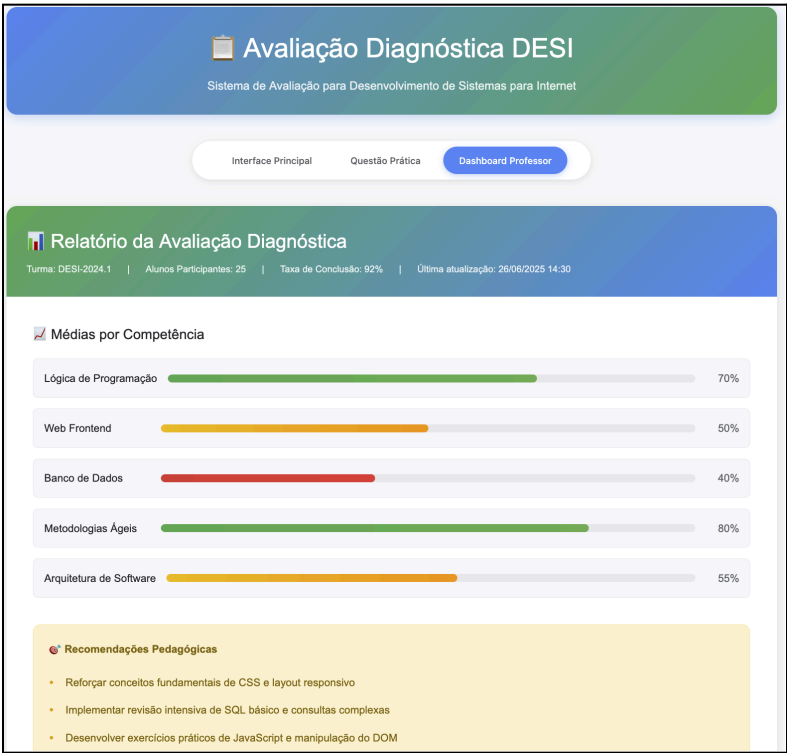 Avaliação Diagnóstica DESI
Sistema de Avaliação para Desenvolvimento de Sistemas para Internet
Interface Principal Questão Prática Dashboard Professor
Relatório da Avaliação Diagnóstica
Turma: DESI-2024.1 | Alunos Participantes: 25 | Taxa de Conclusão: 92% | Última atualização: 26/06/2025 14:30
Médias por Competência
Lógica de Programação 70%
Web Frontend 50%
Banco de Dados 40%
Metodologias Ágeis 80%
Arquitetura de Software 55%
Recomendações Pedagógicas
• Reforçar conceitos fundamentais de CSS e layout responsivo
• Implementar revisão intensiva de SQL básico e consultas complexas
• Desenvolver exercícios práticos de JavaScript e manipulação do DOM